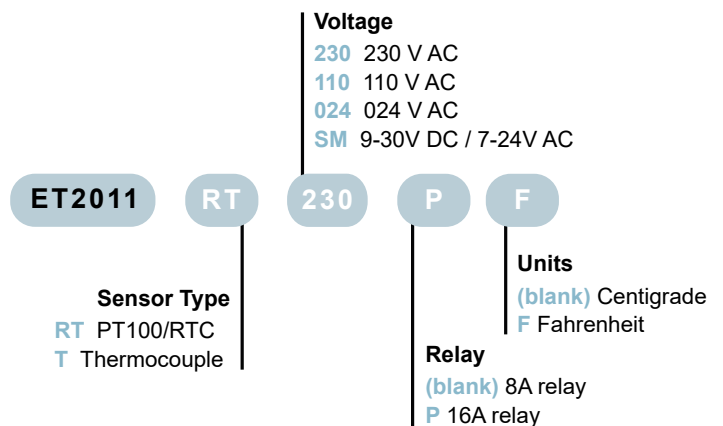 Voltage
230 230 V AC
110 110 V AC
024 024 V AC
SM 9-30V DC / 7-24V AC
ET2011 RT 230 P F
Sensor Type
RT PT100/RTC
T Thermocouple
Units
(blank) Centigrade
F Fahrenheit
Relay
(blank) 8A relay
P 16A relay